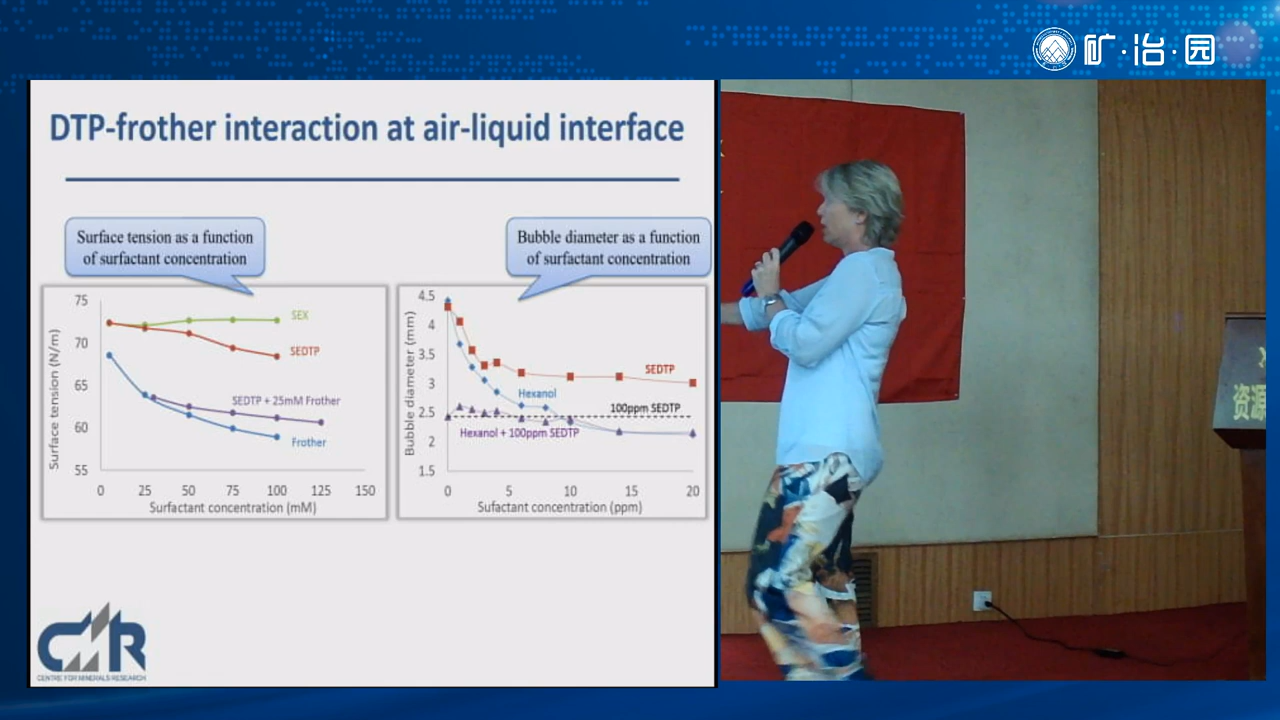 矿·冶·园
DTP-frother interaction at air-liquid interface
Surface tension as a function
of surfactant concentration
Bubble diameter as a function
of surfactant concentration
Surface tension (N/m)
75
70
65
60
55
0 25 50 75 100 125 150
Surfactant concentration (mM)
SEX
SEDTP
SEDTP + 25mM Frother
Frother
Bubble diameter (mm)
4.5
4
3.5
3
2.5
2
1.5
0 5 10 15 20
Sufactant concentration (ppm)
SEDTP
Hexanol
100ppm SEDTP
Hexanol + 100ppm SEDTP
CMR
CENTRE FOR MINERALS RESEARCH
资源